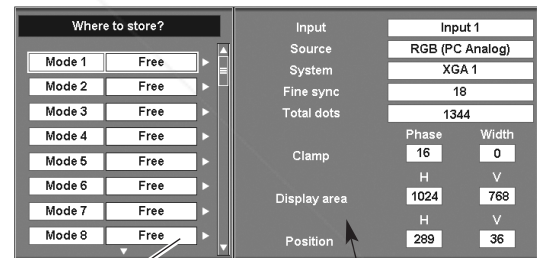 Where to store?
Mode 1 Free
Mode 2 Free
Mode 3 Free
Mode 4 Free
Mode 5 Free
Mode 6 Free
Mode 7 Free
Mode 8 Free
Input Input 1
Source RGB (PC Analog)
System XGA 1
Fine sync 18
Total dots 1344
Phase Width
Clamp 16 0
H V
Display area 1024 768
H V
Position 289 36